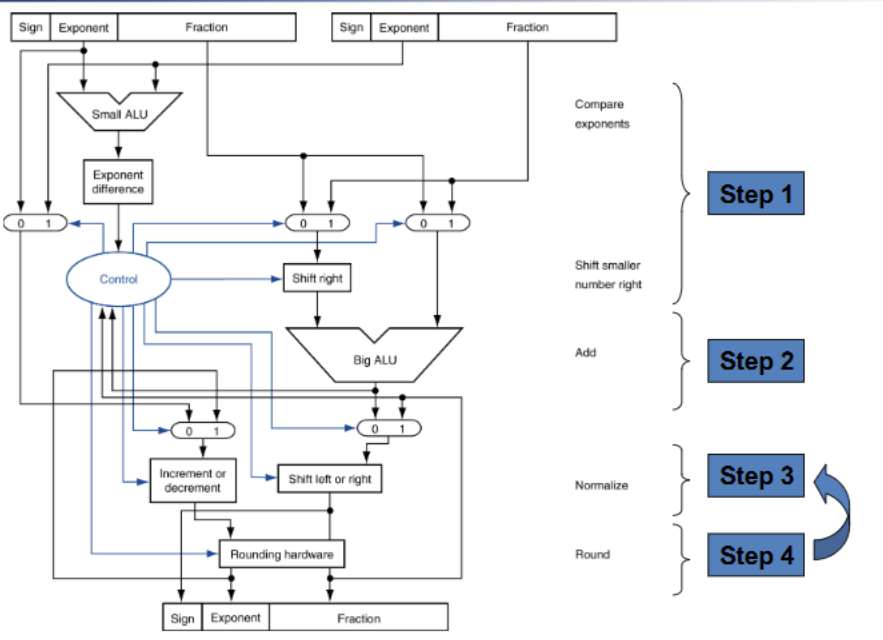 Sign Exponent Fraction
Sign Exponent Fraction
Small ALU
Compare
exponents
Exponent
difference
Step 1
0 1
0 1
0 1
Control
Shift right
Shift smaller
number right
Big ALU
Add
Step 2
0 1
0 1
Increment or
decrement
Shift left or right
Normalize
Step 3
Rounding hardware
Round
Step 4
Sign Exponent Fraction